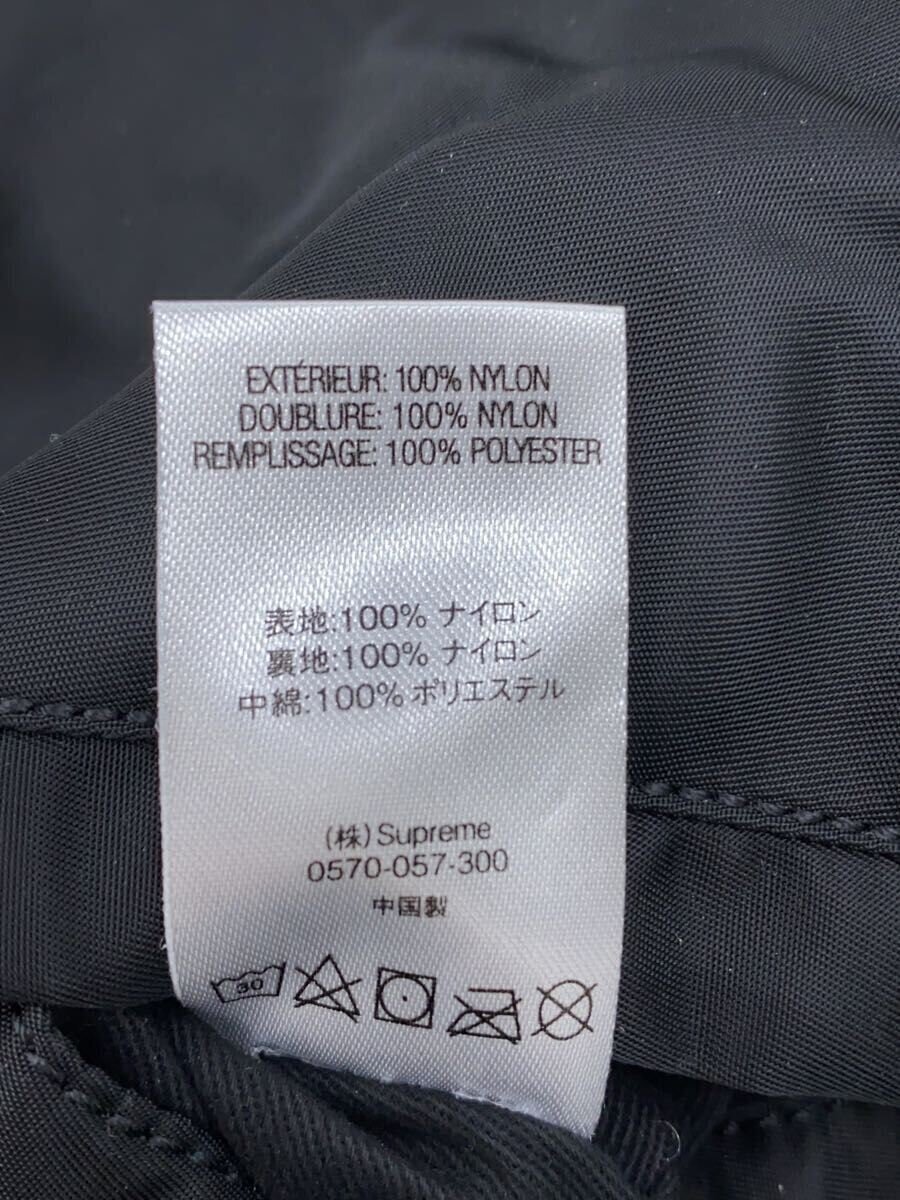 EXTÉRIEUR: 100% NYLON
DOUBLURE: 100% NYLON
REMPLISSAGE: 100% POLYESTER
表地:100% ナイロン
裏地:100% ナイロン
中綿:100% ポリエステル
(株) Supreme
0570-057-300
中国製
30